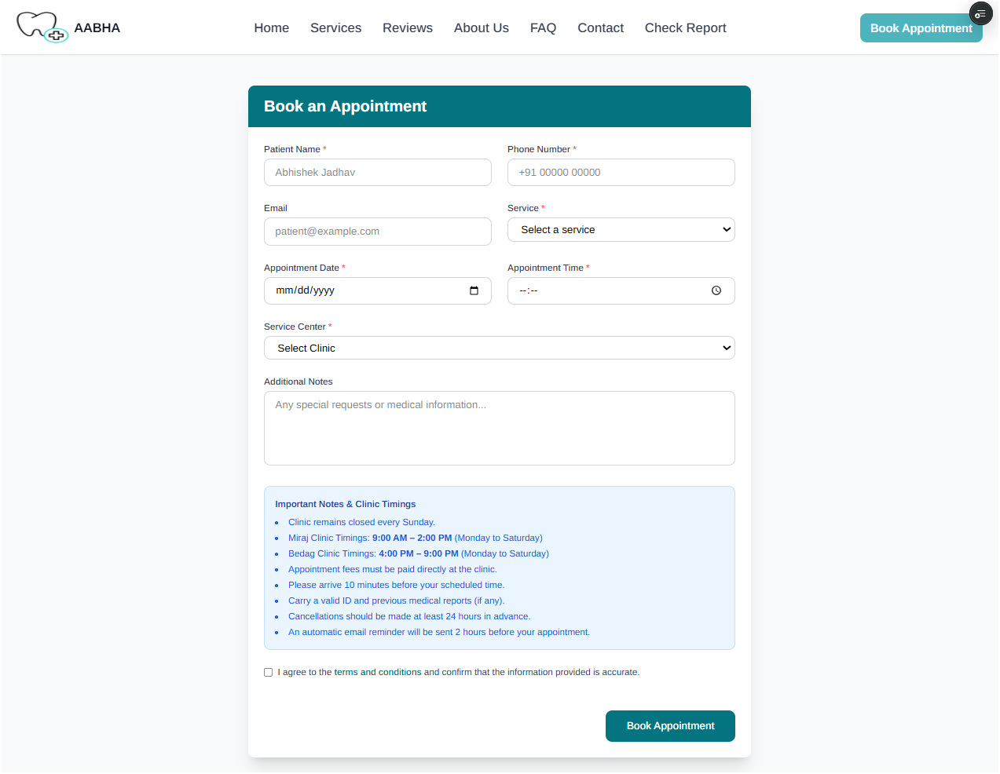 AABHA
Home Services Reviews About Us FAQ Contact Check Report
Book Appointment
Book an Appointment
Patient Name * Phone Number *
Abhishek Jadhav +91 00000 00000
Email Service *
patient@example.com Select a service
Appointment Date * Appointment Time *
mm/dd/yyyy --:--
Service Center *
Select Clinic
Additional Notes
Any special requests or medical information...
Important Notes & Clinic Timings
• Clinic remains closed every Sunday.
• Miraj Clinic Timings: 9:00 AM – 2:00 PM (Monday to Saturday)
• Bedag Clinic Timings: 4:00 PM – 9:00 PM (Monday to Saturday)
• Appointment fees must be paid directly at the clinic.
• Please arrive 10 minutes before your scheduled time.
• Carry a valid ID and previous medical reports (if any).
• Cancellations should be made at least 24 hours in advance.
• An automatic email reminder will be sent 2 hours before your appointment.
I agree to the terms and conditions and confirm that the information provided is accurate.
Book Appointment